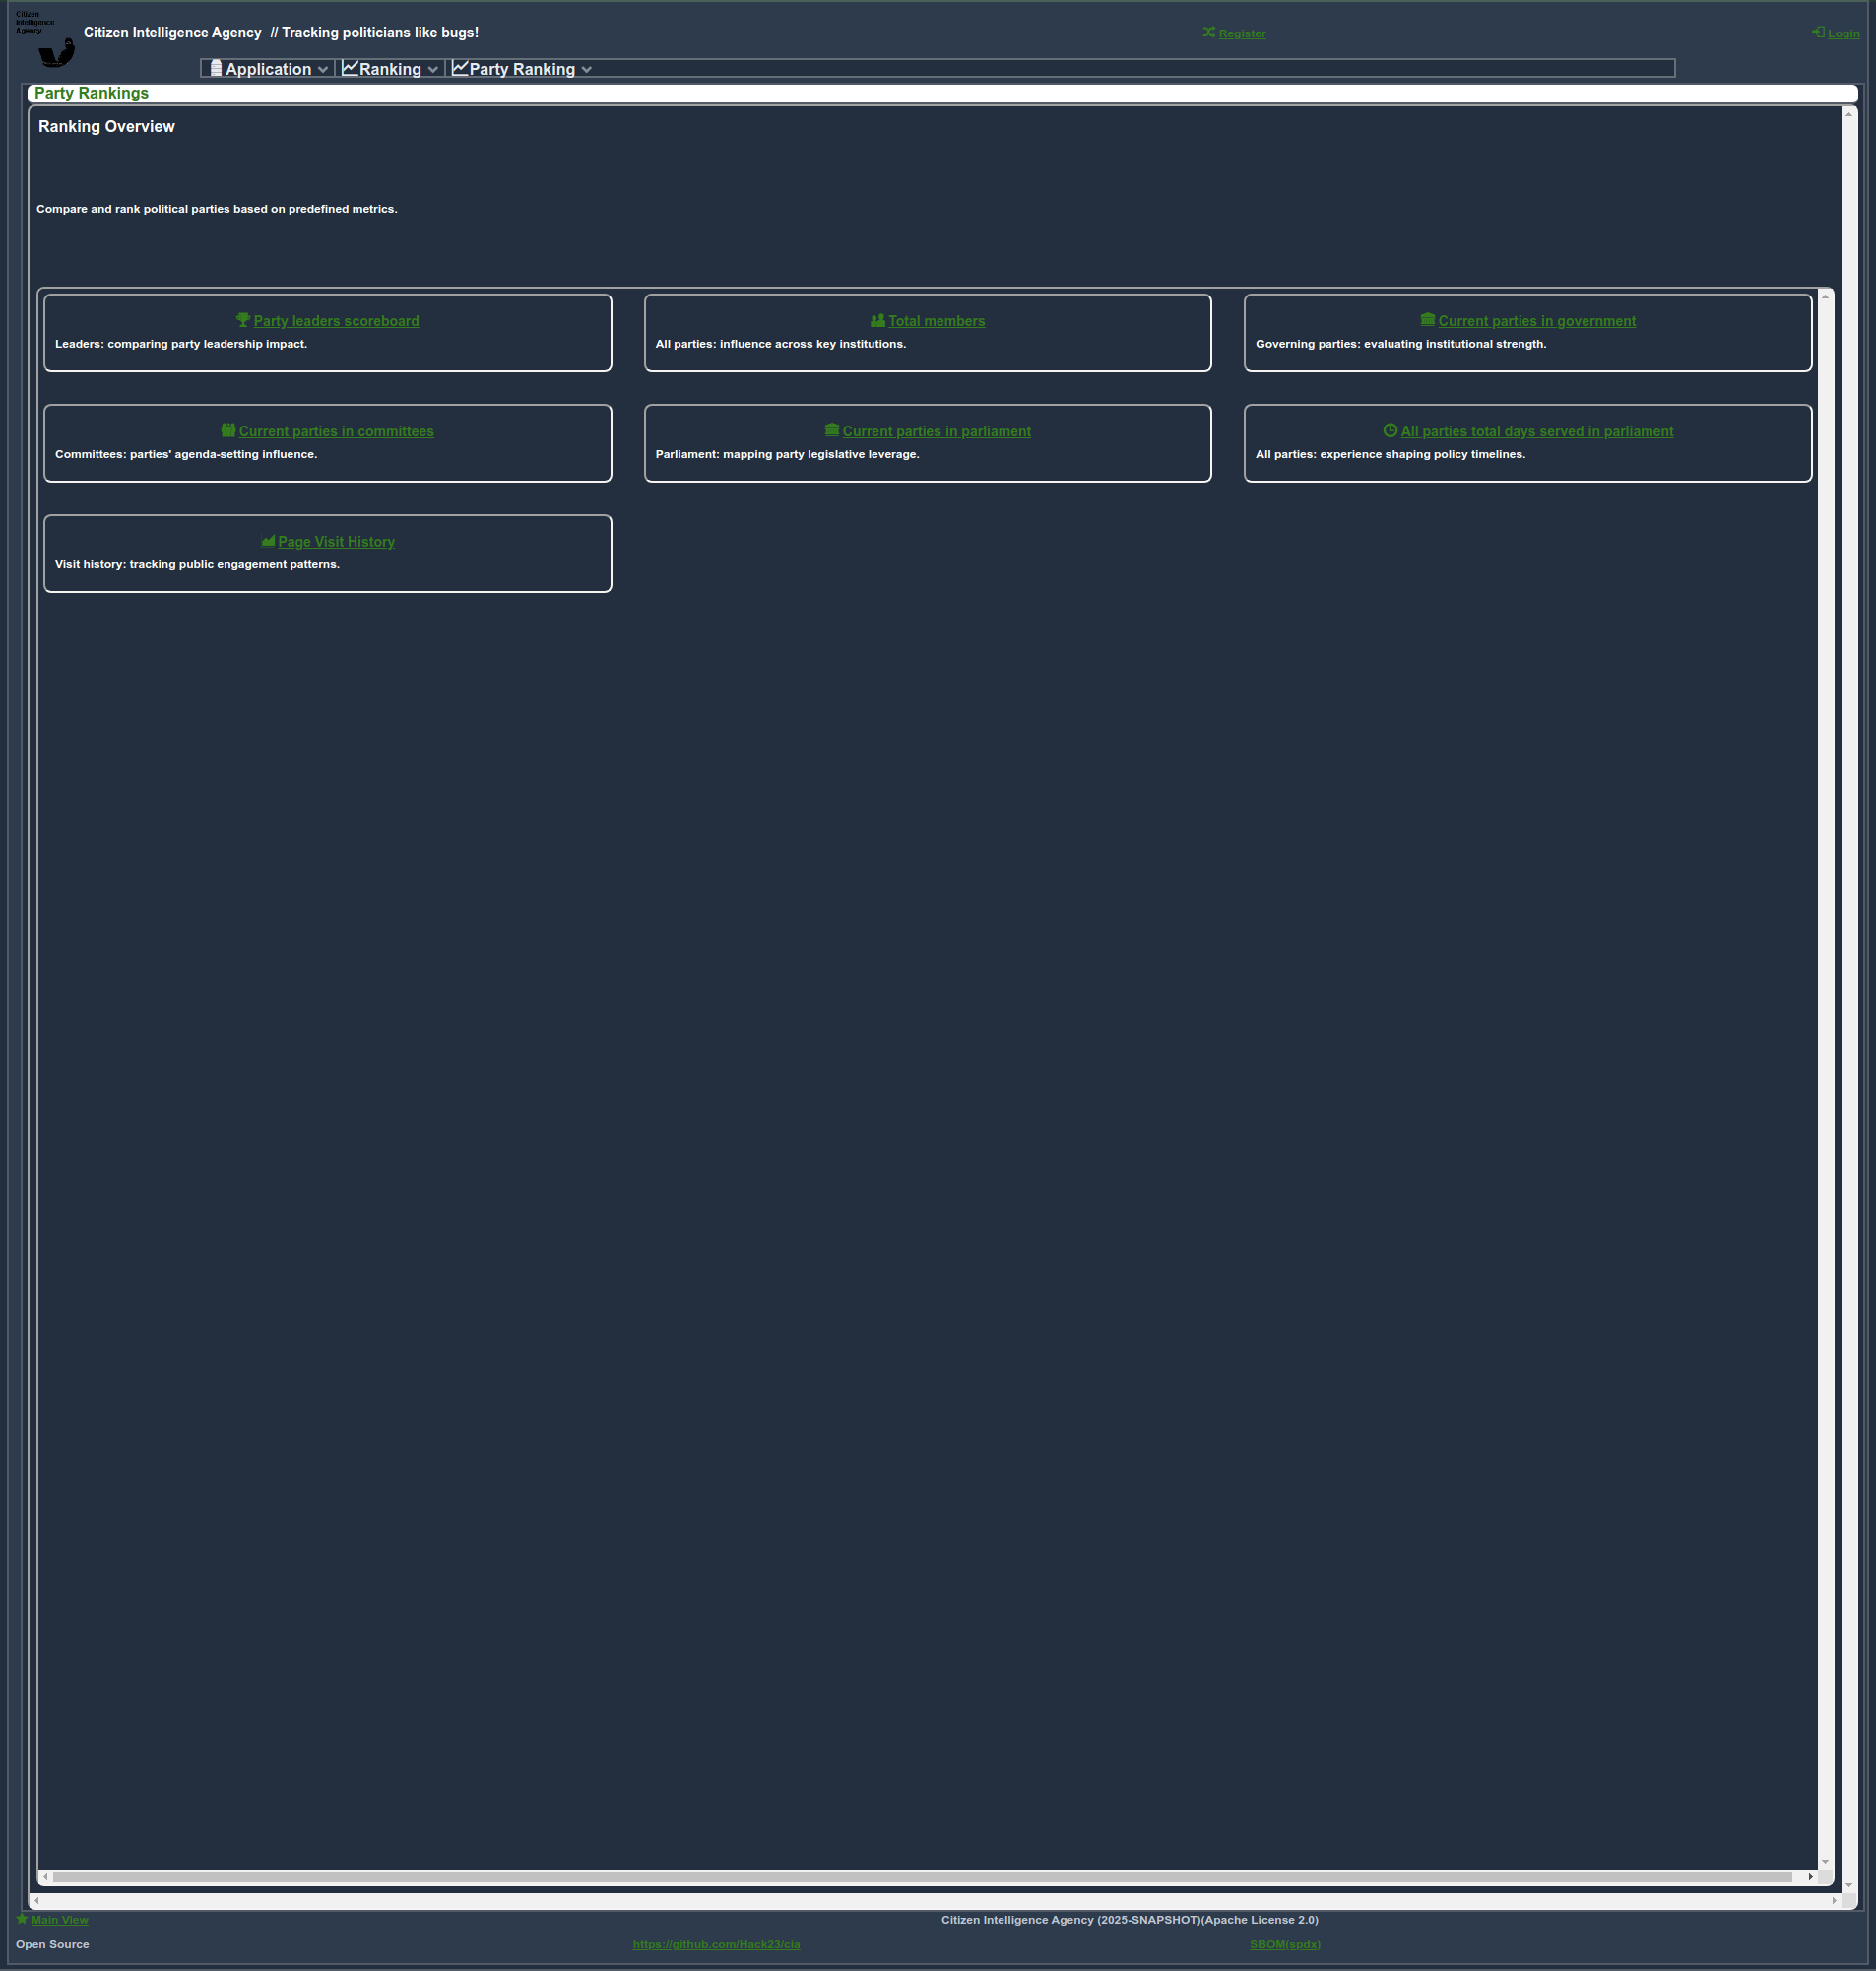 Citizen
Intelligence
Agency
Citizen Intelligence Agency // Tracking politicians like bugs!
Register
Login
Application
Ranking
Party Ranking
Party Rankings
Ranking Overview
Compare and rank political parties based on predefined metrics.
Party leaders scoreboard
Leaders: comparing party leadership impact.
Total members
All parties: influence across key institutions.
Current parties in government
Governing parties: evaluating institutional strength.
Current parties in committees
Committees: parties' agenda-setting influence.
Current parties in parliament
Parliament: mapping party legislative leverage.
All parties total days served in parliament
All parties: experience shaping policy timelines.
Page Visit History
Visit history: tracking public engagement patterns.
Main View
Citizen Intelligence Agency (2025-SNAPSHOT)(Apache License 2.0)
Open Source
https://github.com/Hack23/cia
SBOM(spdx)